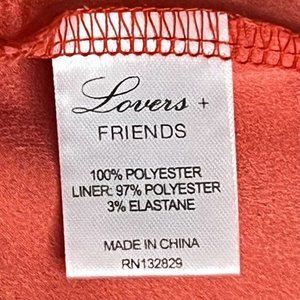 Lovers +
FRIENDS
100% POLYESTER
LINER: 97% POLYESTER
3% ELASTANE
MADE IN CHINA
RN132829